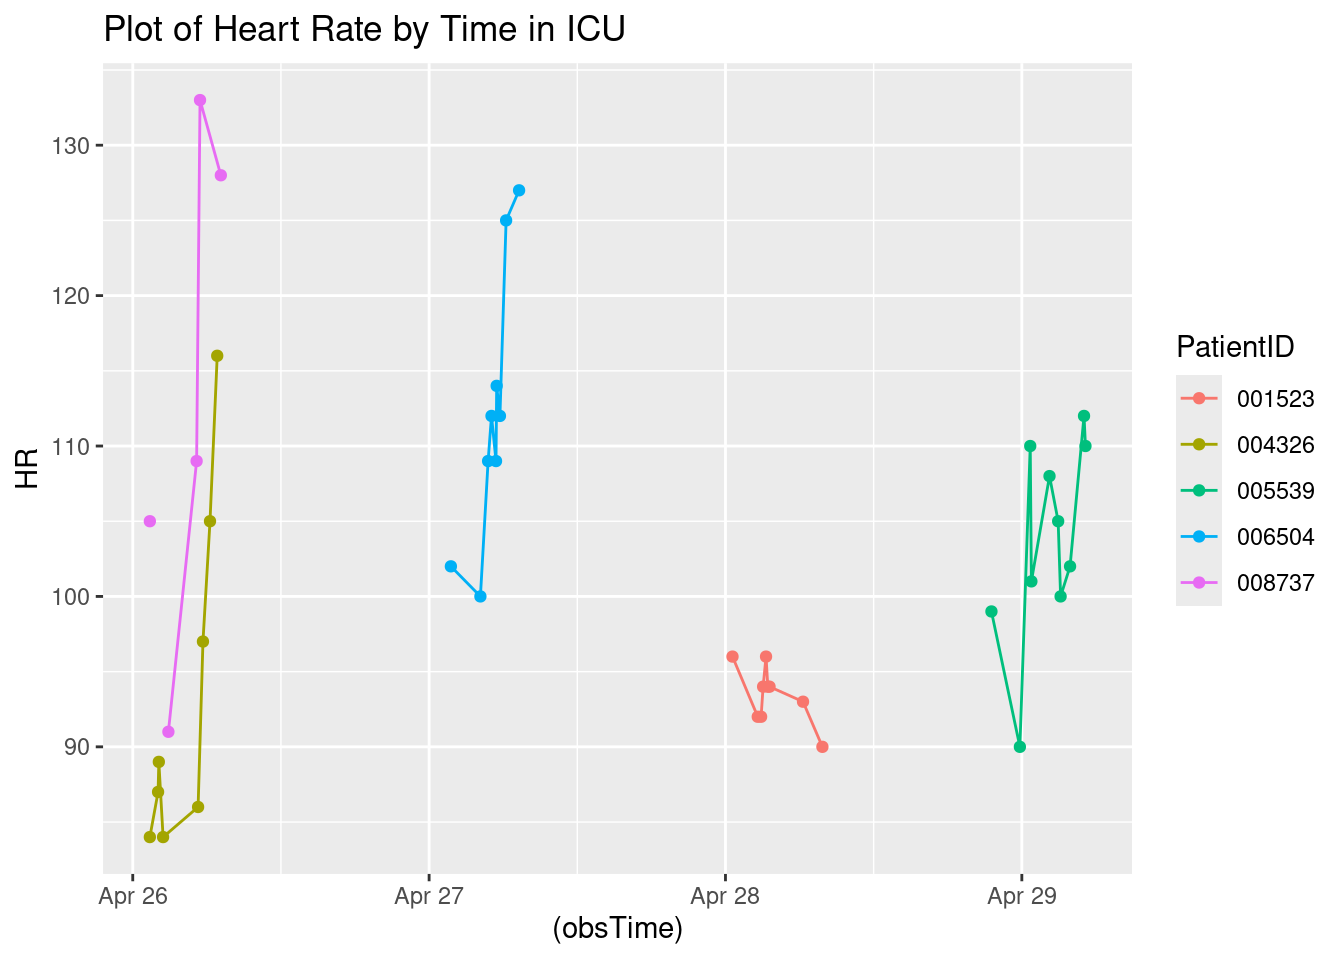 Plot of Heart Rate by Time in ICU
130
120
110
100
90
HR
Apr 26
Apr 27
Apr 28
Apr 29
(obsTime)
PatientID
001523
004326
005539
006504
008737